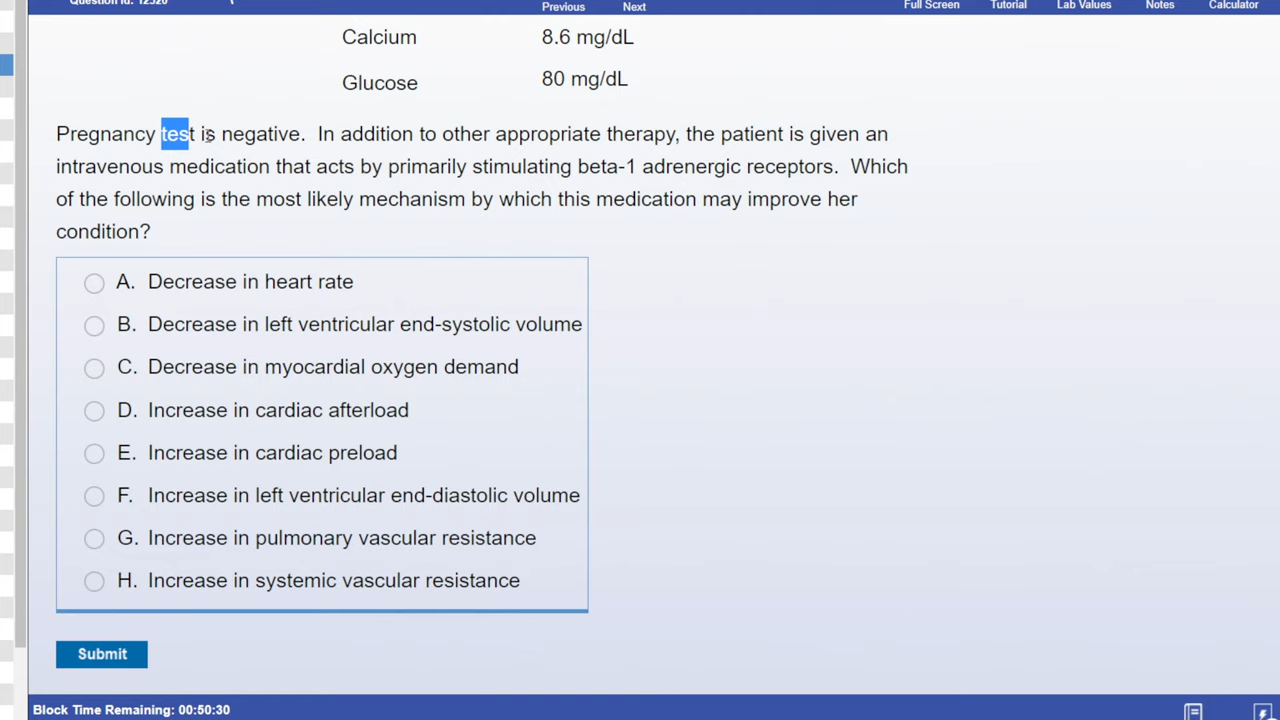 Previous Next Full Screen Tutorial Lab Values Notes Calculator
Calcium 8.6 mg/dL
Glucose 80 mg/dL
Pregnancy test is negative. In addition to other appropriate therapy, the patient is given an
intravenous medication that acts by primarily stimulating beta-1 adrenergic receptors. Which
of the following is the most likely mechanism by which this medication may improve her
condition?
A. Decrease in heart rate
B. Decrease in left ventricular end-systolic volume
C. Decrease in myocardial oxygen demand
D. Increase in cardiac afterload
E. Increase in cardiac preload
F. Increase in left ventricular end-diastolic volume
G. Increase in pulmonary vascular resistance
H. Increase in systemic vascular resistance
Submit
Block Time Remaining: 00:50:30